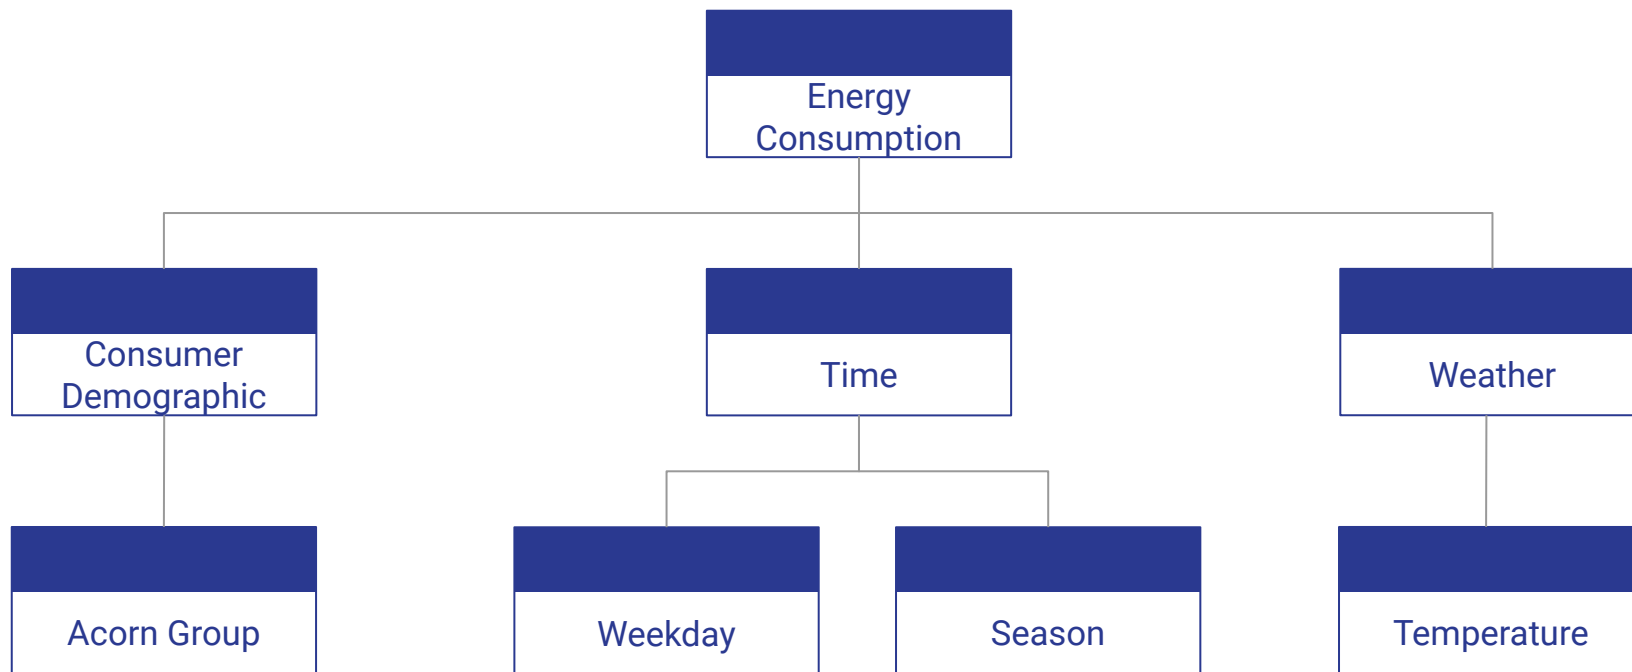 Energy
Consumption
Consumer
Demographic
Time
Weather
Acorn Group
Weekday
Season
Temperature